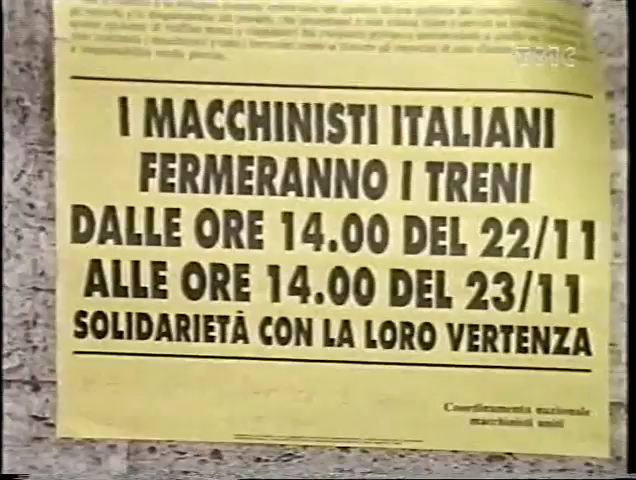 TMC
I MACCHINISTI ITALIANI
FERMERANNO I TRENI
DALLE ORE 14.00 DEL 22/11
ALLE ORE 14.00 DEL 23/11
SOLIDARIETÀ CON LA LORO VERTENZA
Coordinamento nazionale
macchinisti uniti